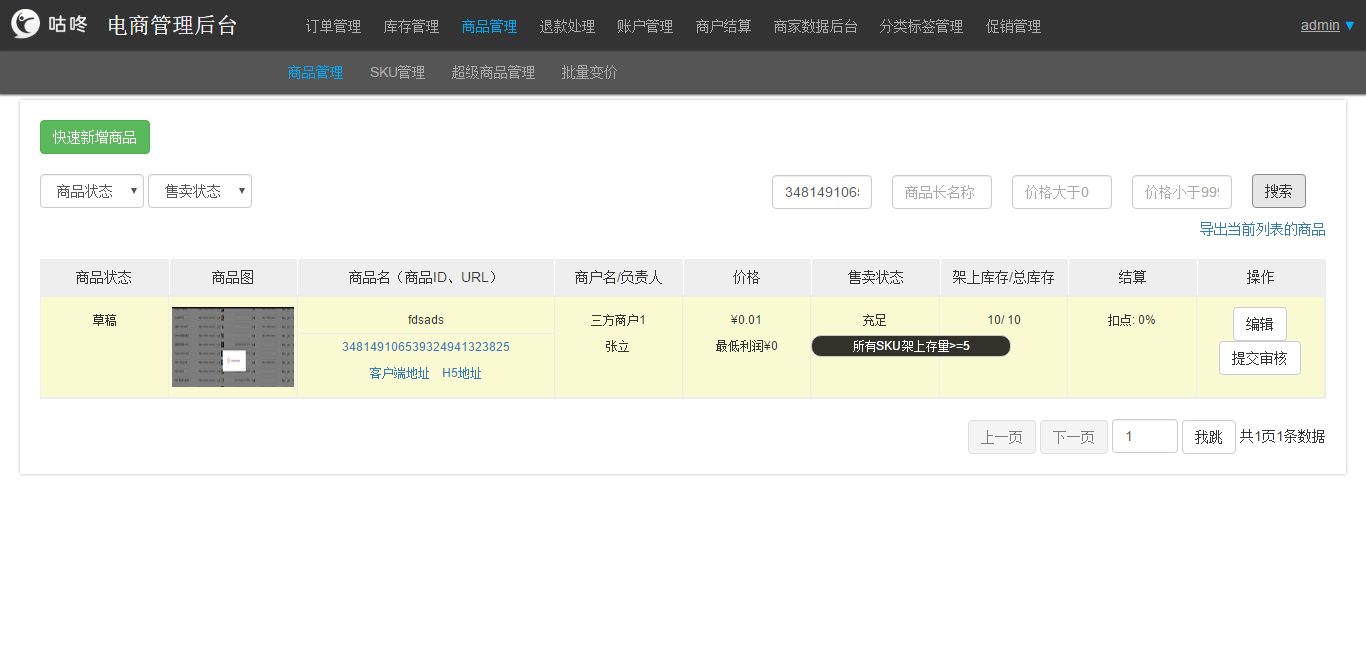 咕咚 电商管理后台 订单管理 库存管理 商品管理 退款处理 账户管理 商户结算 商家数据后台 分类标签管理 促销管理 admin ▼
商品管理 SKU管理 超级商品管理 批量变价
快速新增商品
商品状态 ▼ 售卖状态 ▼ 3481491065 商品长名称 价格大于0 价格小于999 搜索
导出当前列表的商品
商品状态 商品图 商品名（商品ID、URL） 商户名/负责人 价格 售卖状态 架上库存/总库存 结算 操作
草稿 fdsads 三方商户1 ¥0.01 充足 10/ 10 扣点: 0% 编辑
348149106539324941323825 张立 最低利润¥0 所有SKU架上存量>=5
客户端地址 H5地址 提交审核
上一页 下一页 1 我跳 共1页1条数据